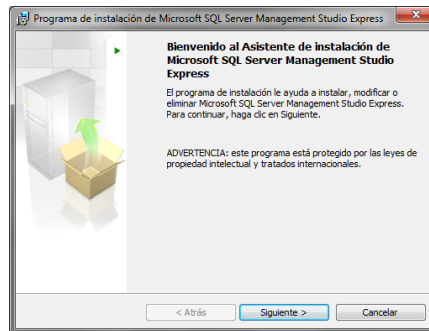 Programa de instalación de Microsoft SQL Server Management Studio Express
Bienvenido al Asistente de instalación de
Microsoft SQL Server Management Studio
Express
El programa de instalación le ayuda a instalar, modificar o
eliminar Microsoft SQL Server Management Studio Express.
Para continuar, haga clic en Siguiente.
ADVERTENCIA: este programa está protegido por las leyes de
propiedad intelectual y tratados internacionales.
< Atrás
Siguiente >
Cancelar